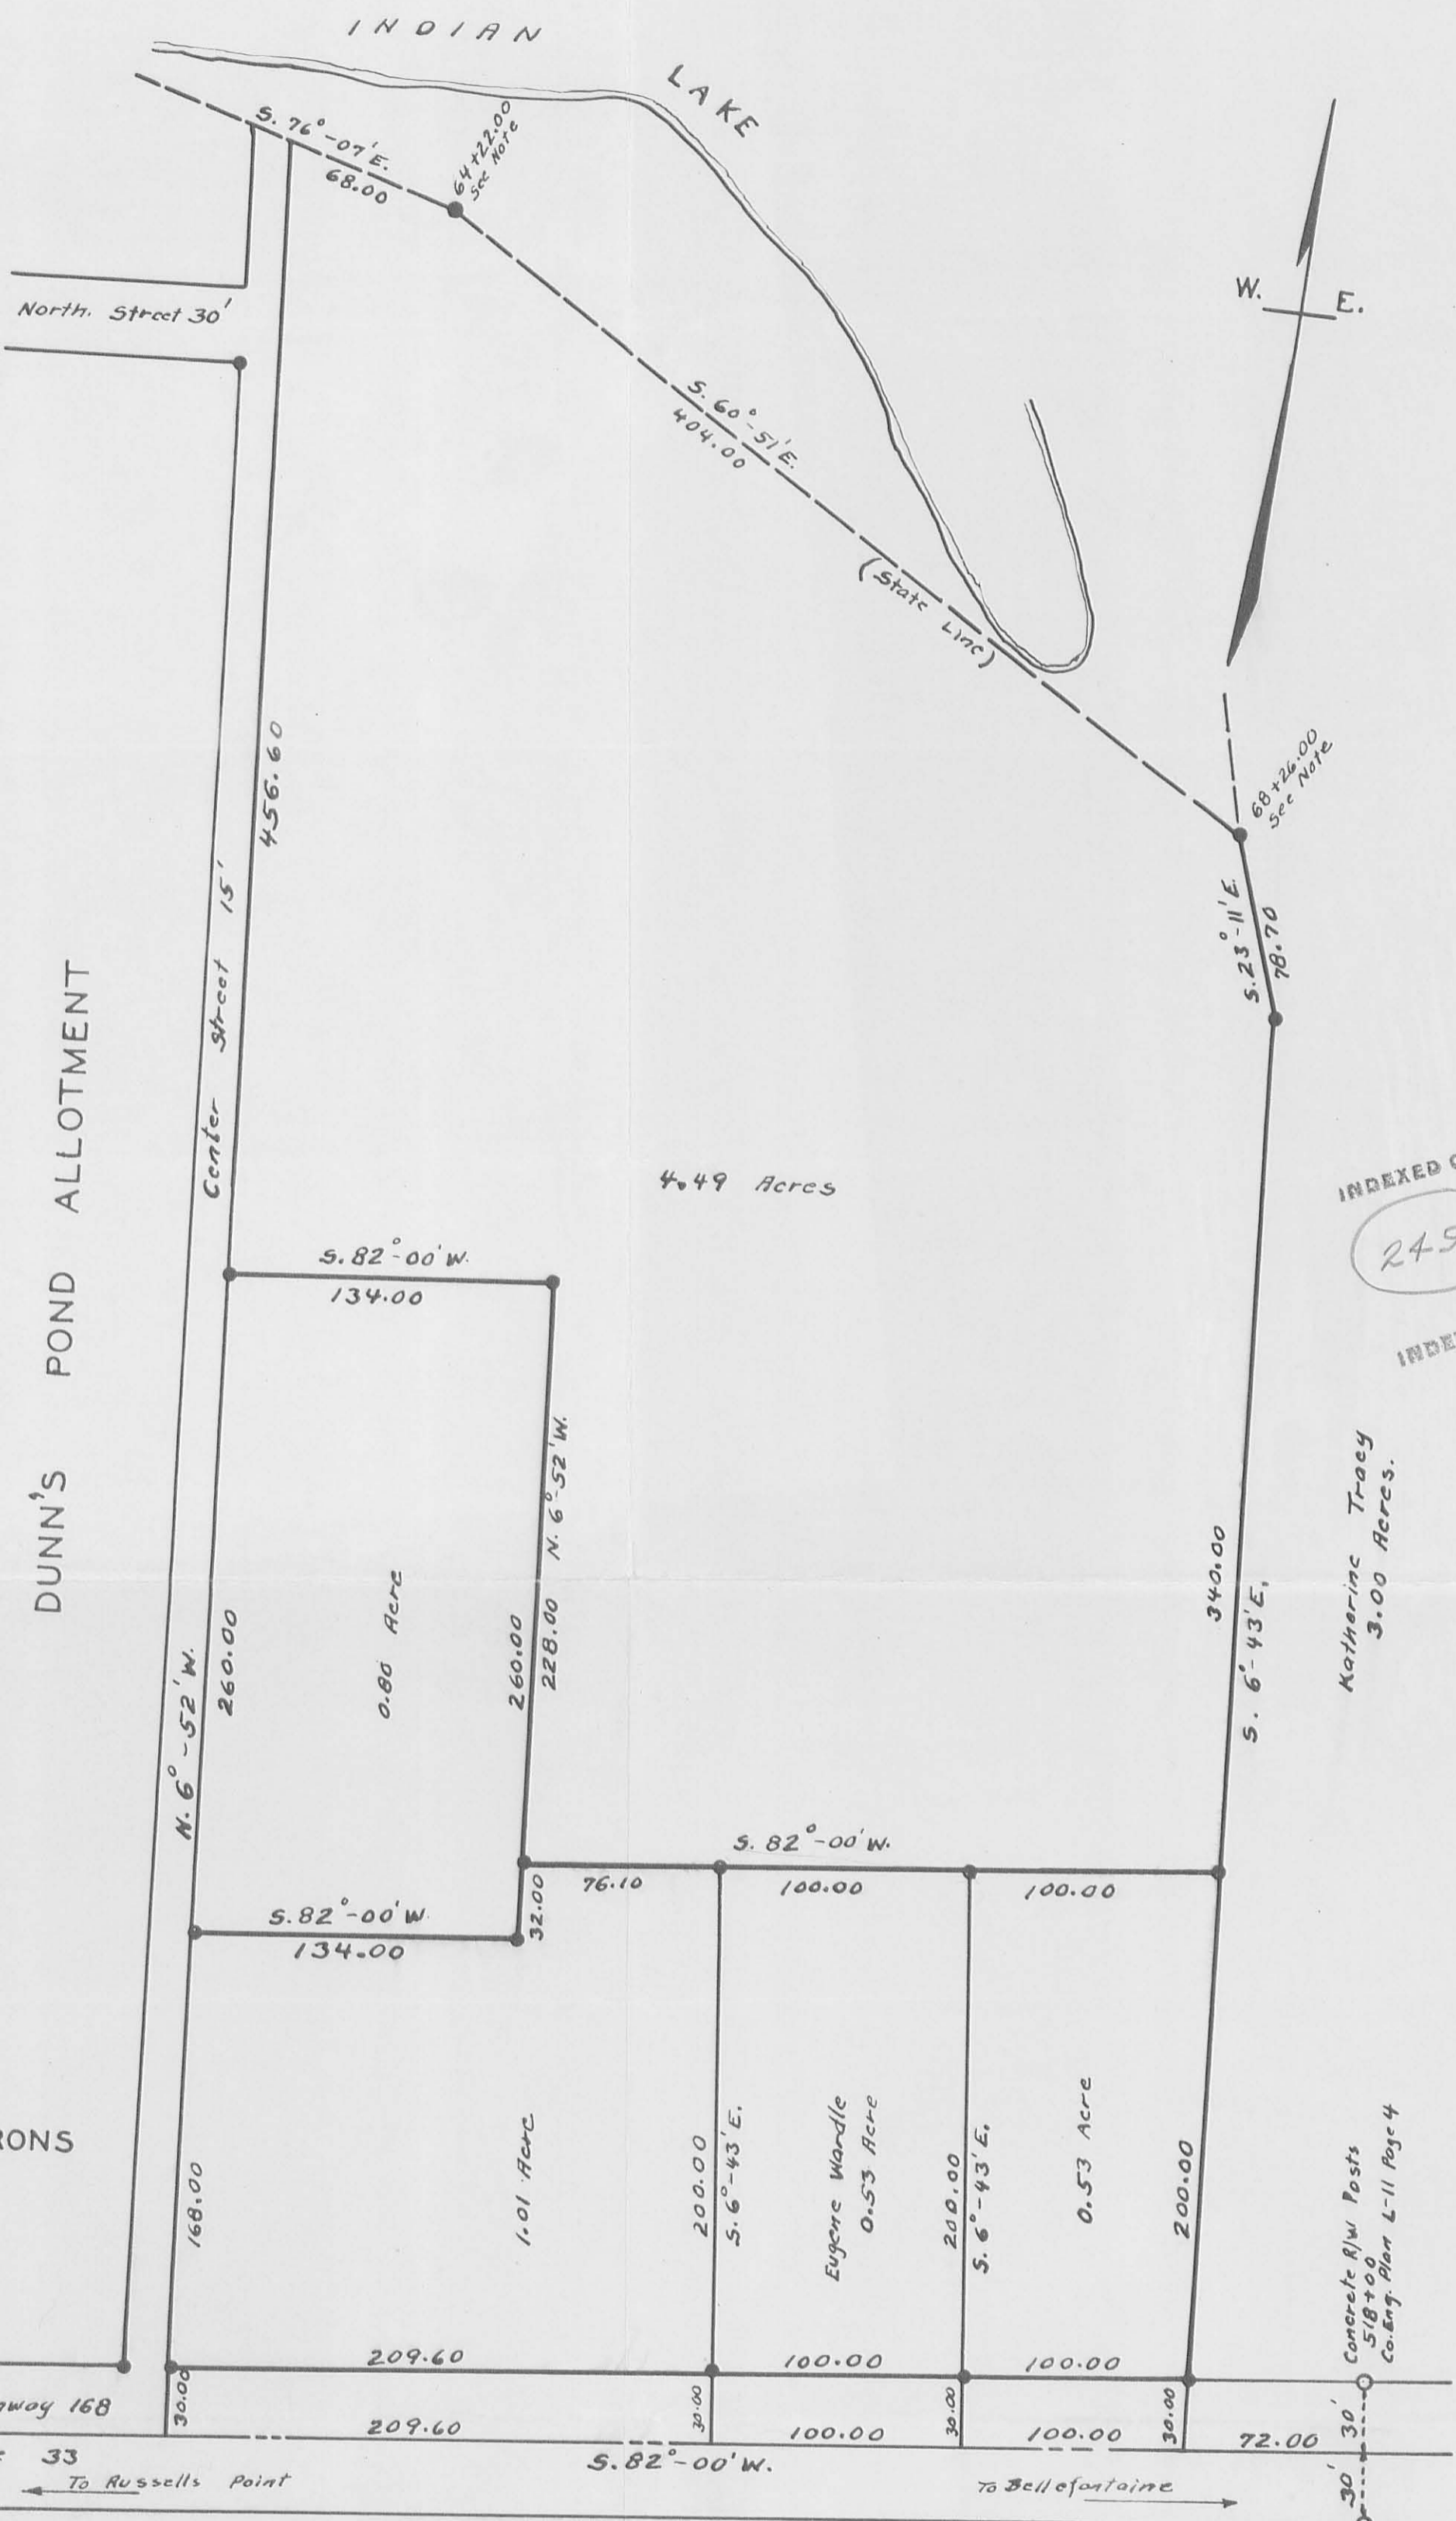 INDIAN
LAKE
S. 76°-07'E.
68.00
64+22.00
See Note
W. E.
North. Street 30'
S. 60°-51'E.
404.00
(State Line)
68+26.00
See Note
456.60
S. 23°-11'E.
78.70
Center Street 15'
DUNN'S POND ALLOTMENT
4.49 Acres
INDEXED
245
S. 82°-00'W.
134.00
Katherine Tracy
3.00 Acres.
N. 6°-52'W.
260.00
0.80 Acre
260.00
228.00 N. 6°-52'W.
340.00
S. 6°-43'E.
S. 82°-00'W.
76.10
100.00
100.00
32.00
S. 82°-00'W.
134.00
RONS
168.00
1.01 Acre
200.00
S. 6°-43'E.
Eugene Wardle
0.53 Acre
200.00
S. 6°-43'E.
0.53 Acre
200.00
Concrete R/W Posts
518+00
Co. Eng. Plan L-11 Page 4
209.60
100.00
100.00
way 168
30.00
209.60
30.00
100.00
30.00
100.00
30.00
72.00
30'
33
S. 82°-00'W.
To Russells Point
To Bellefontaine
30'